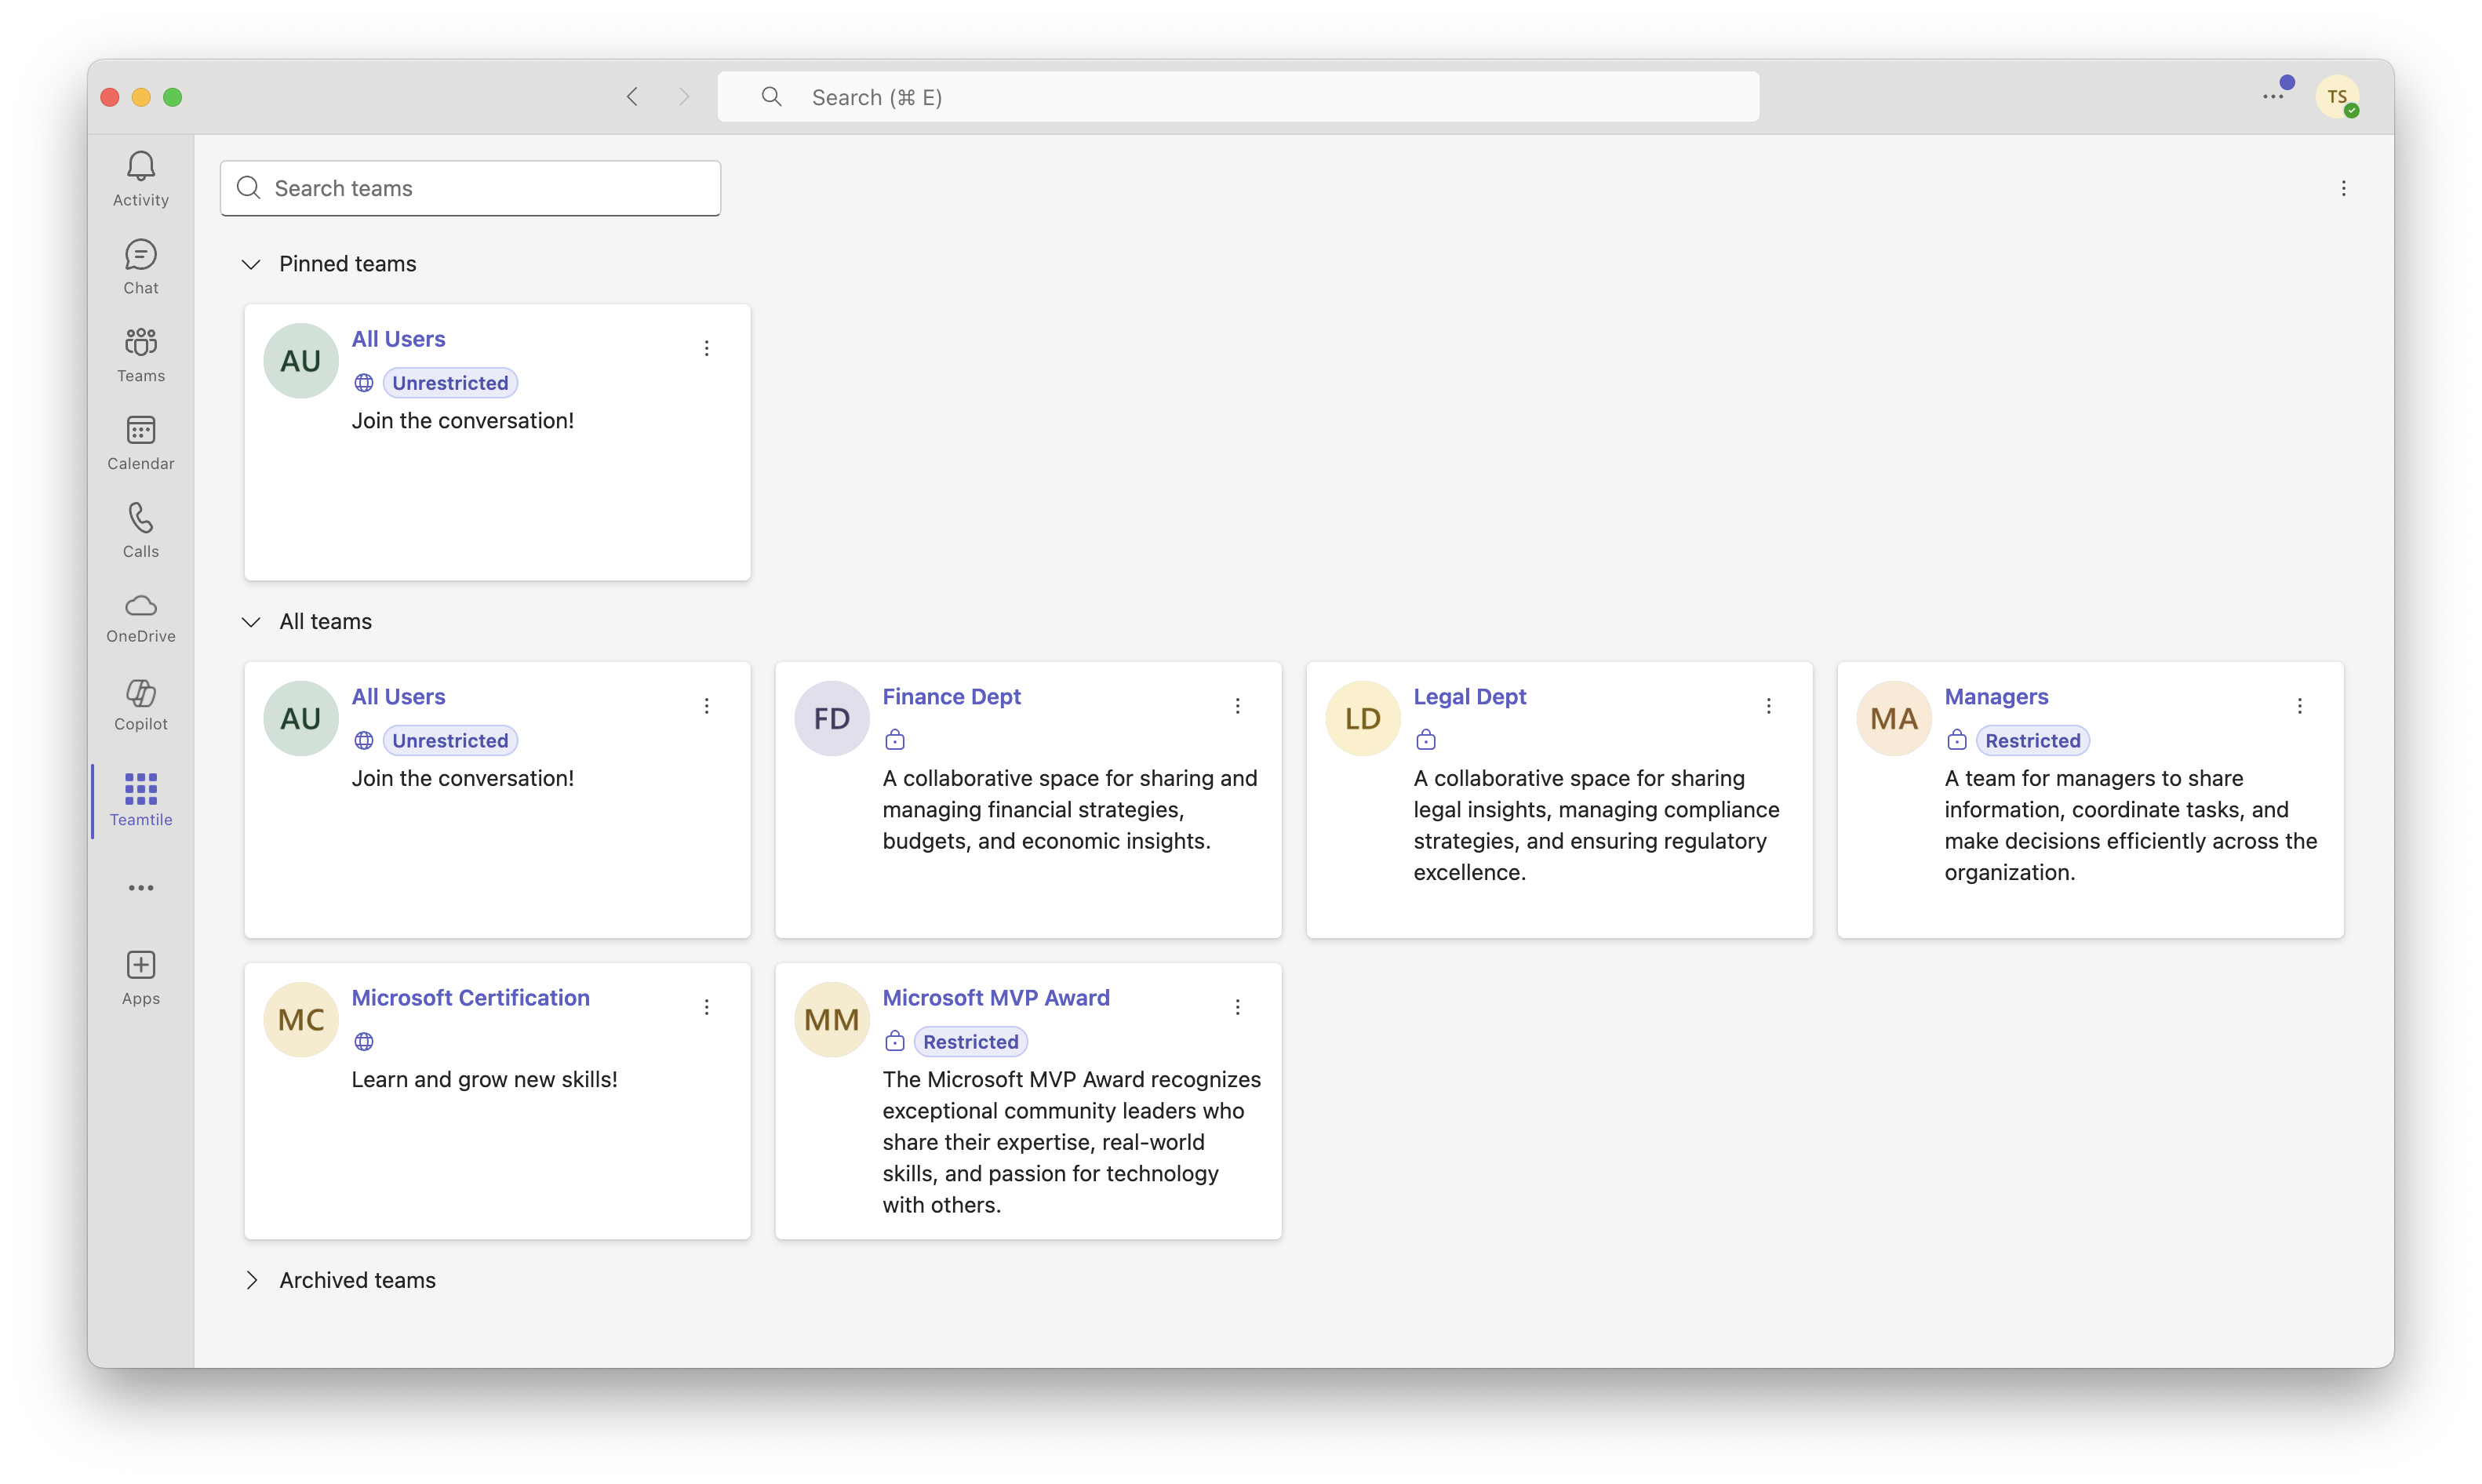 Search (⌘ E)
TS
Activity
Chat
Teams
Calendar
Calls
OneDrive
Copilot
Teamtile
Apps
Search teams
Pinned teams
AU
All Users
Unrestricted
Join the conversation!
All teams
AU
All Users
Unrestricted
Join the conversation!
FD
Finance Dept
A collaborative space for sharing and
managing financial strategies,
budgets, and economic insights.
LD
Legal Dept
A collaborative space for sharing
legal insights, managing compliance
strategies, and ensuring regulatory
excellence.
MA
Managers
Restricted
A team for managers to share
information, coordinate tasks, and
make decisions efficiently across the
organization.
MC
Microsoft Certification
Learn and grow new skills!
MM
Microsoft MVP Award
Restricted
The Microsoft MVP Award recognizes
exceptional community leaders who
share their expertise, real-world
skills, and passion for technology
with others.
Archived teams